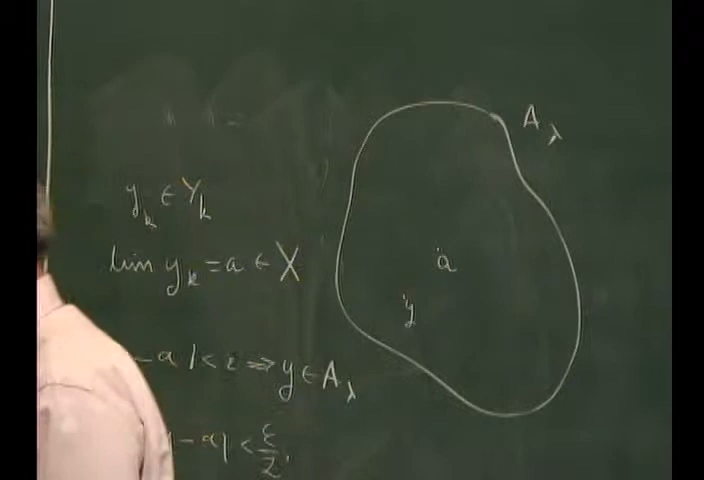 y_k ∈ Y_k
lim y_k = a ∈ X
- a | < ε ⇒ y ∈ A_λ
- a | < ε/2,
A_λ
a
y